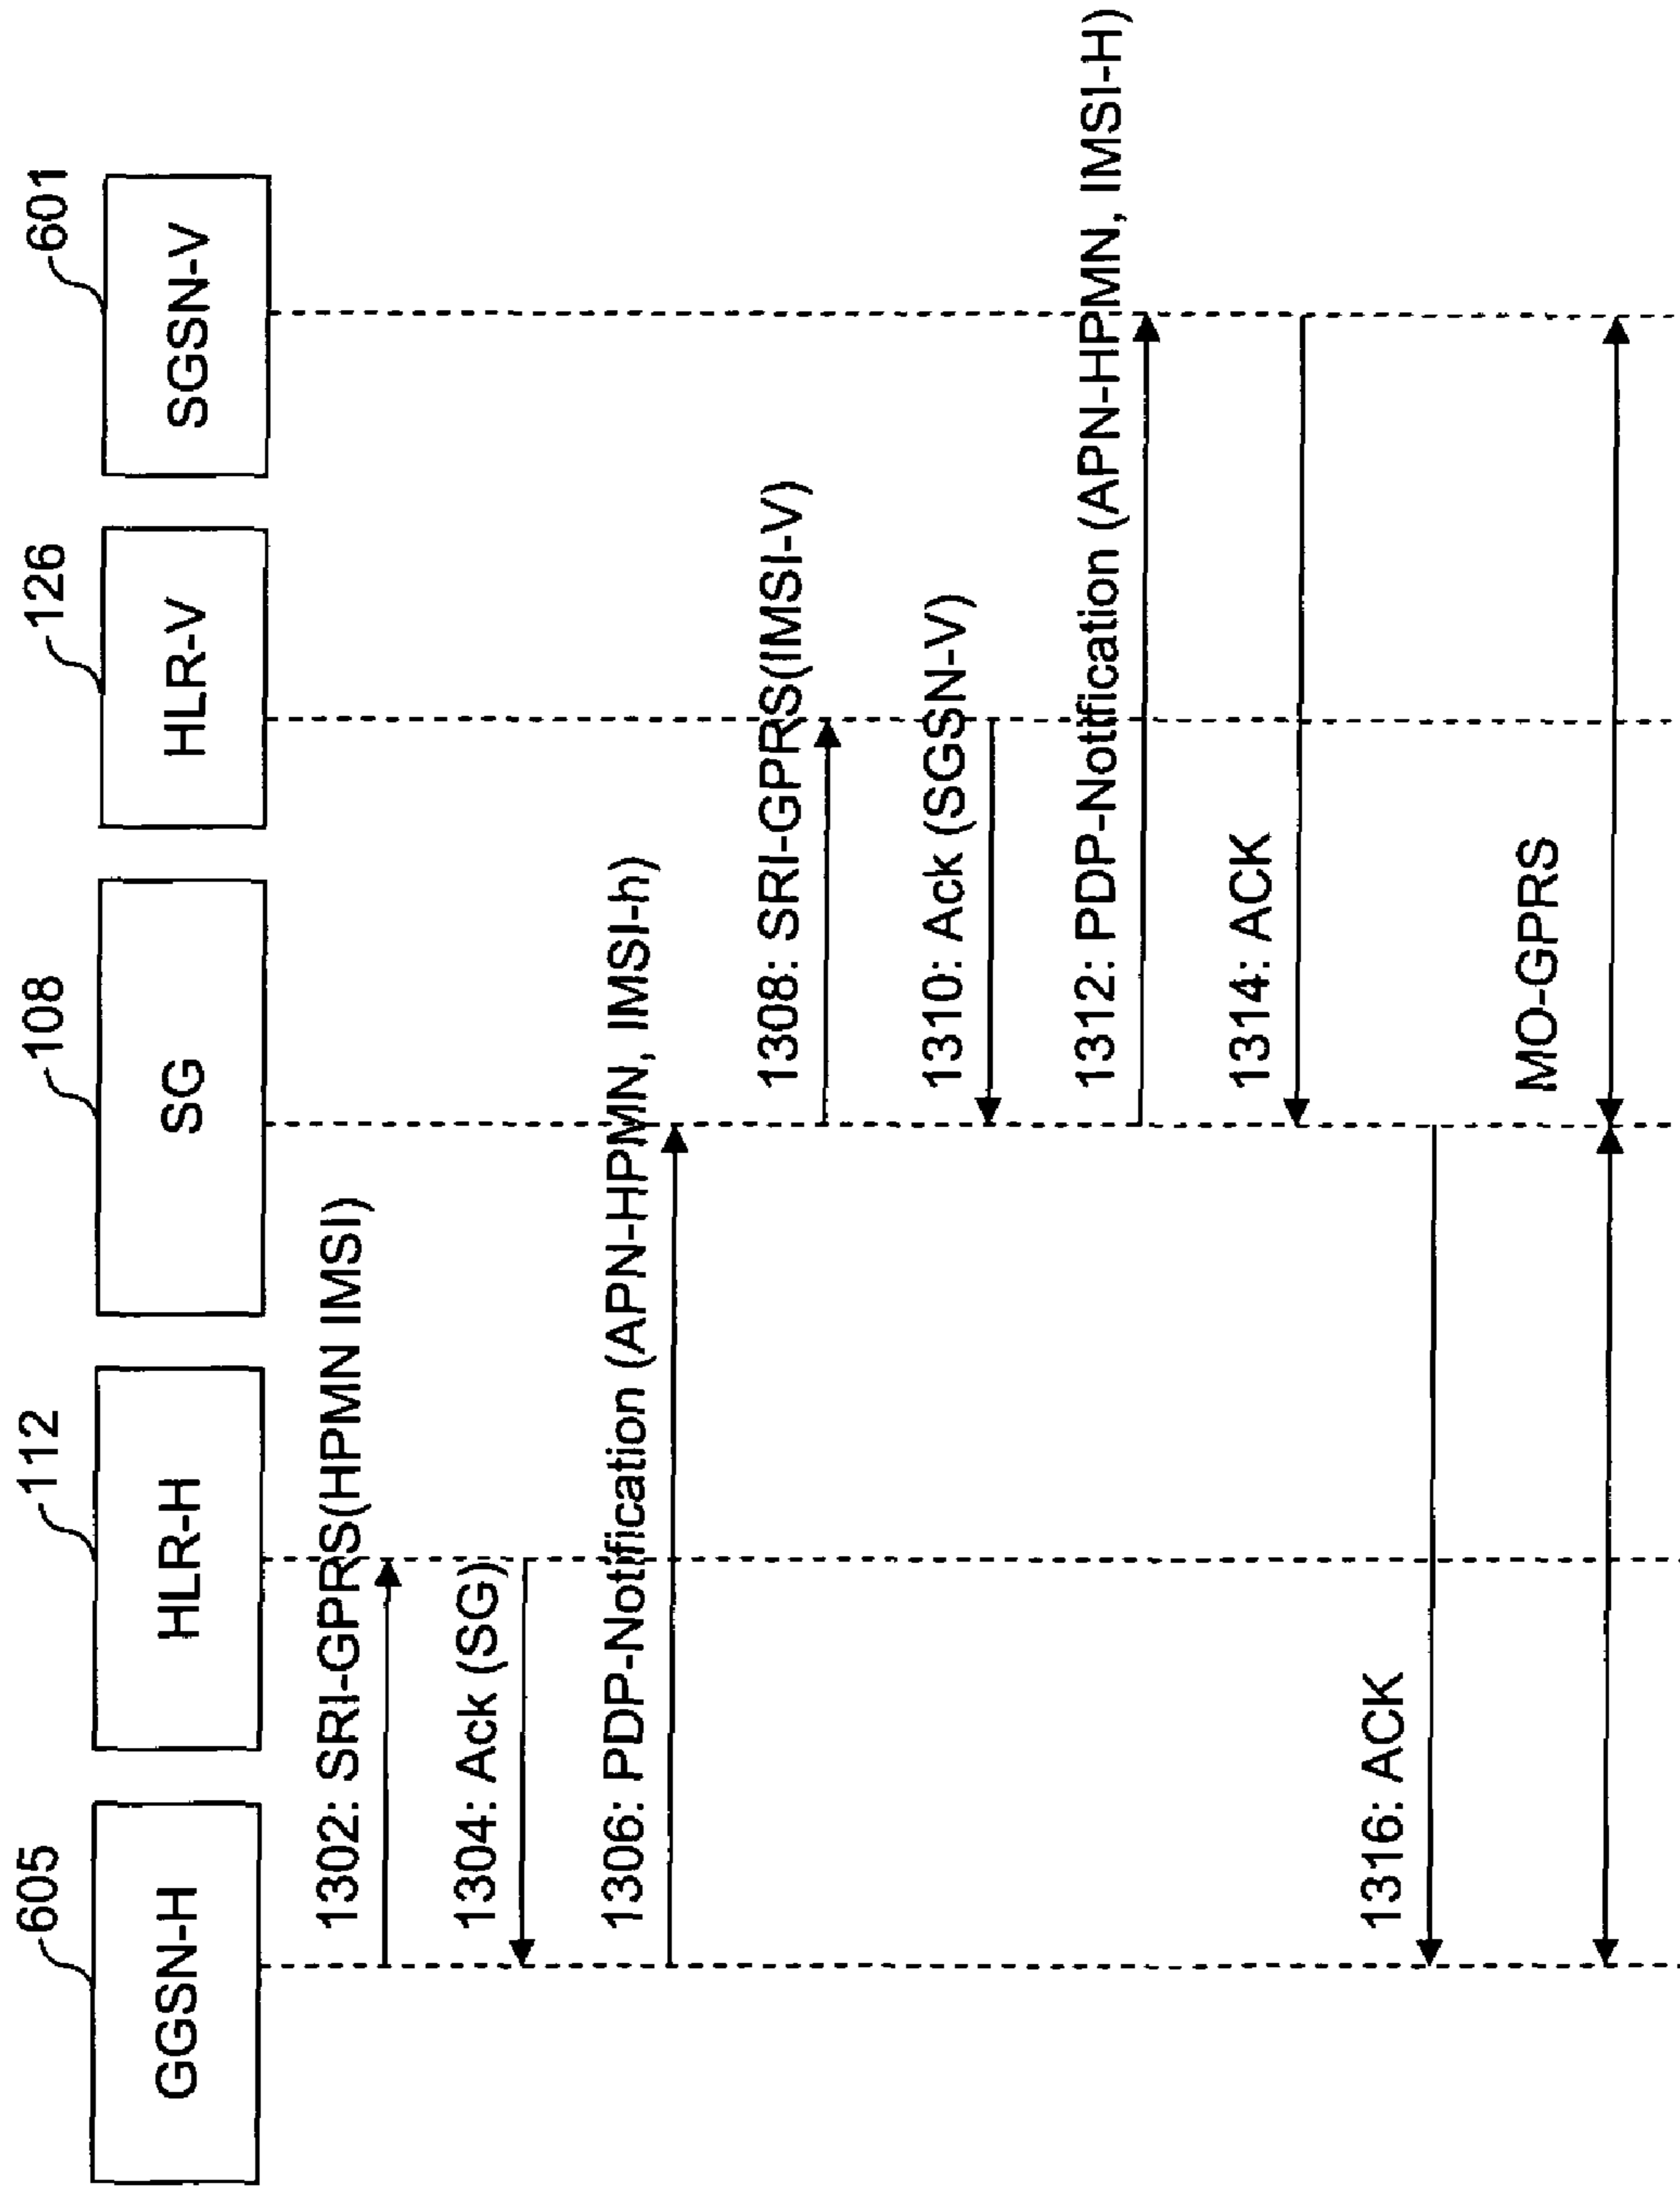 605
112
108
126
601
GGSN-H
HLR-H
SG
HLR-V
SGSN-V
1302: SRI-GPRS(HPMN IMSI)
1304: Ack (SG)
1306: PDP-Notification (APN-HPMN, IMSI-h)
1308: SRI-GPRS(IMSI-V)
1310: Ack (SGSN-V)
1312: PDP-Notification (APN-HPMN, IMSI-H)
1314: ACK
1316: ACK
MO-GPRS